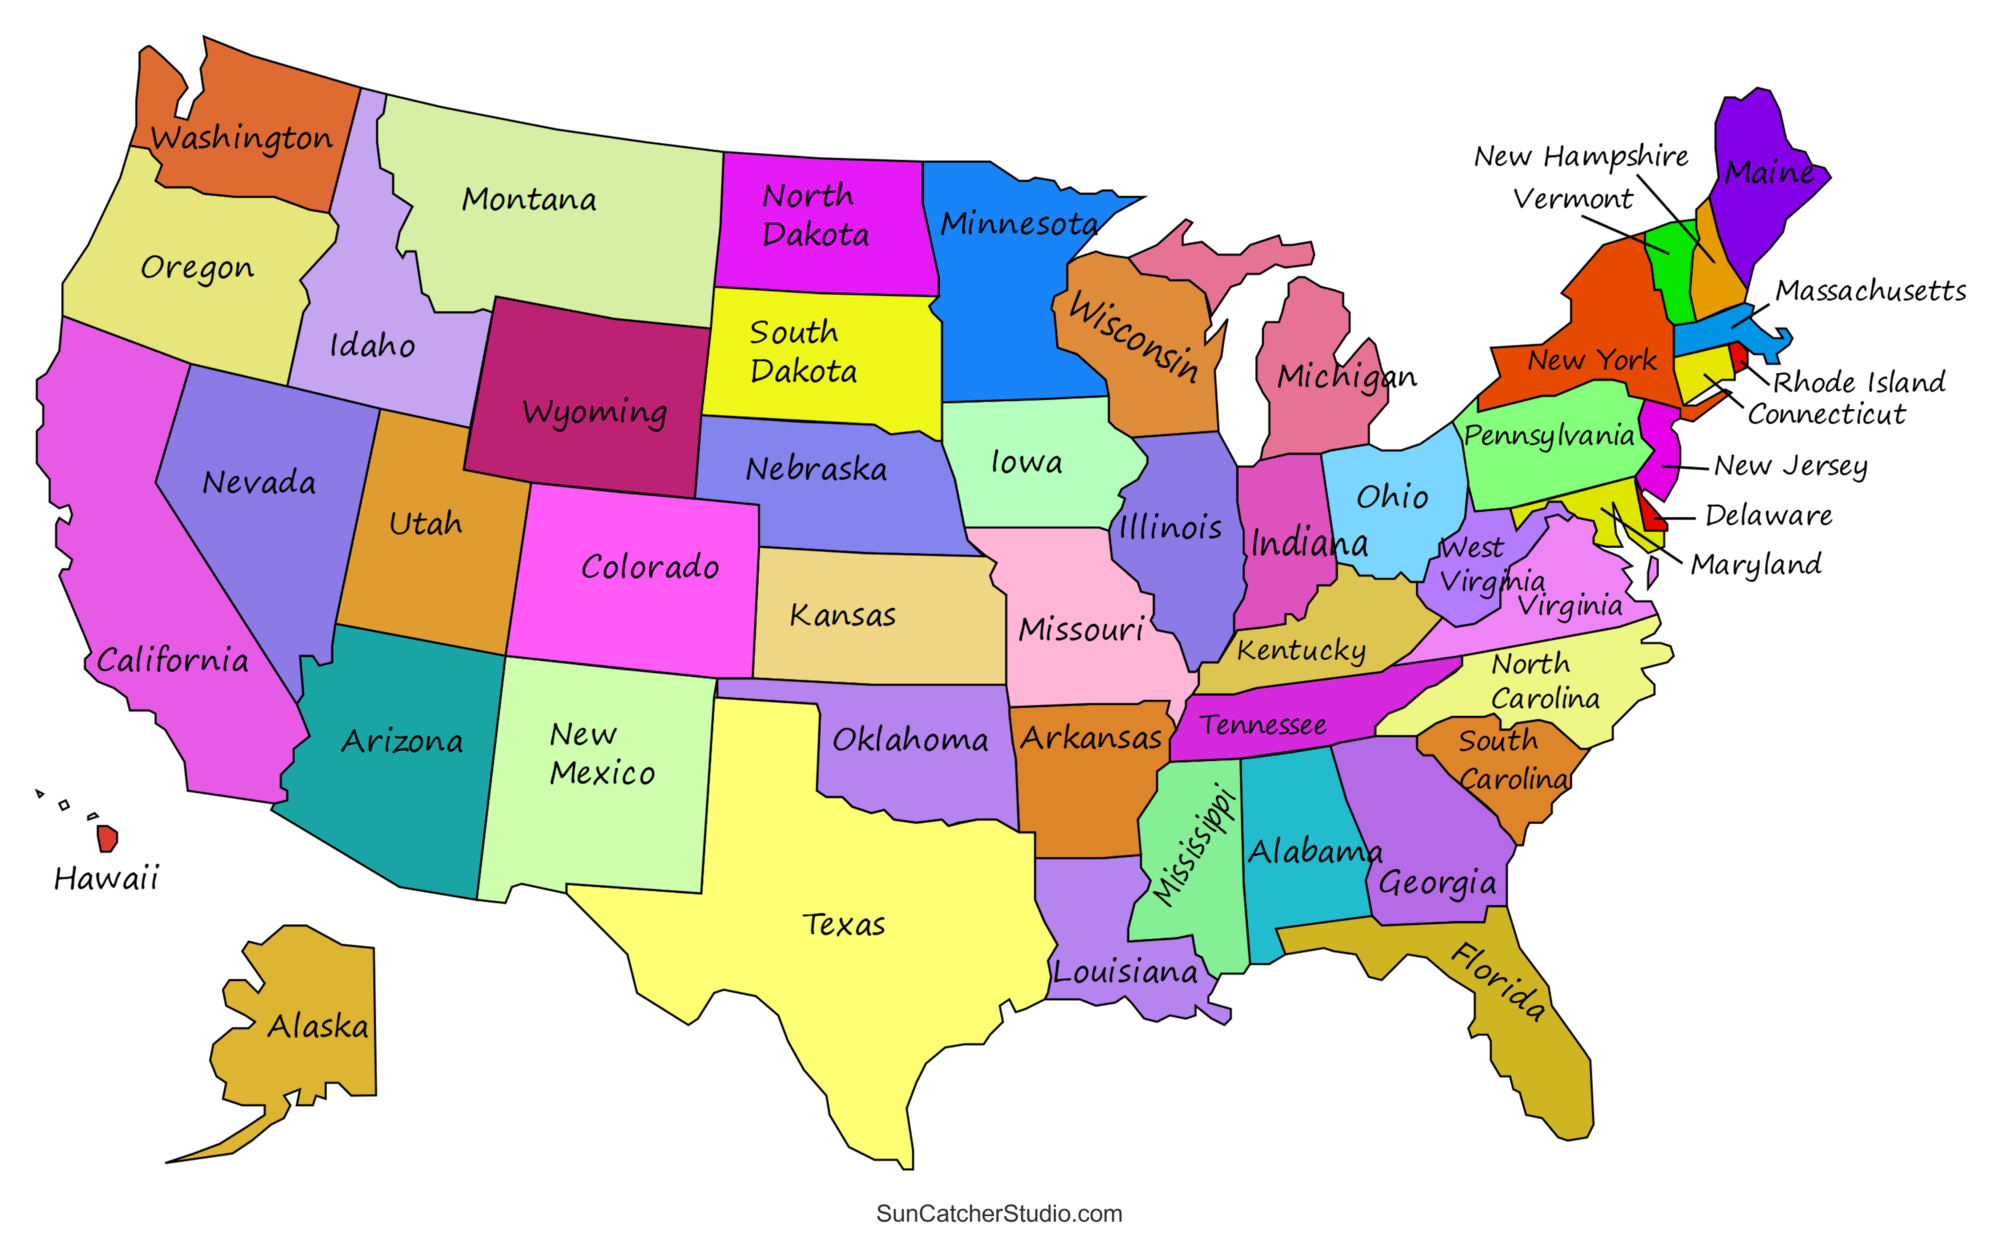 Washington
Montana
North
Dakota
Minnesota
New Hampshire
Vermont
Maine
Oregon
Idaho
Wisconsin
Massachusetts
South
Dakota
Michigan
New York
Rhode Island
Connecticut
Wyoming
Pennsylvania
New Jersey
Nevada
Nebraska
Iowa
Ohio
Delaware
Utah
Illinois
Indiana
West
Virginia
Maryland
Colorado
Kansas
Missouri
Virginia
California
Kentucky
North
Carolina
Arizona
New
Mexico
Oklahoma
Arkansas
Tennessee
South
Carolina
Mississippi
Alabama
Georgia
Hawaii
Texas
Louisiana
Florida
Alaska
SunCatcherStudio.com